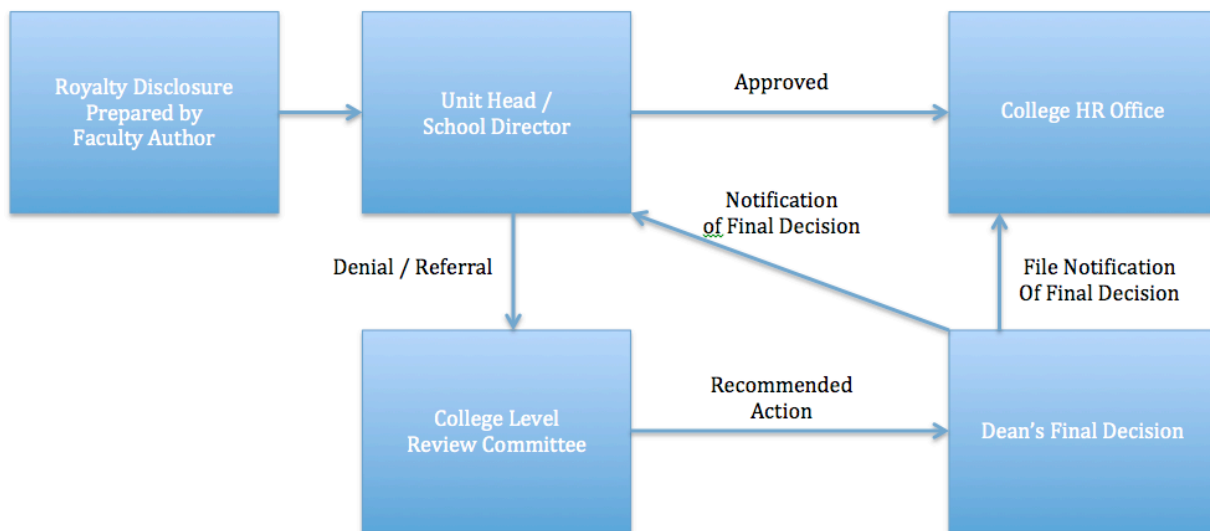 Royalty Disclosure
Prepared by
Faculty Author
Unit Head /
School Director
Approved
College HR Office
Notification
of Final Decision
Denial / Referral
File Notification
Of Final Decision
College Level
Review Committee
Recommended
Action
Dean’s Final Decision